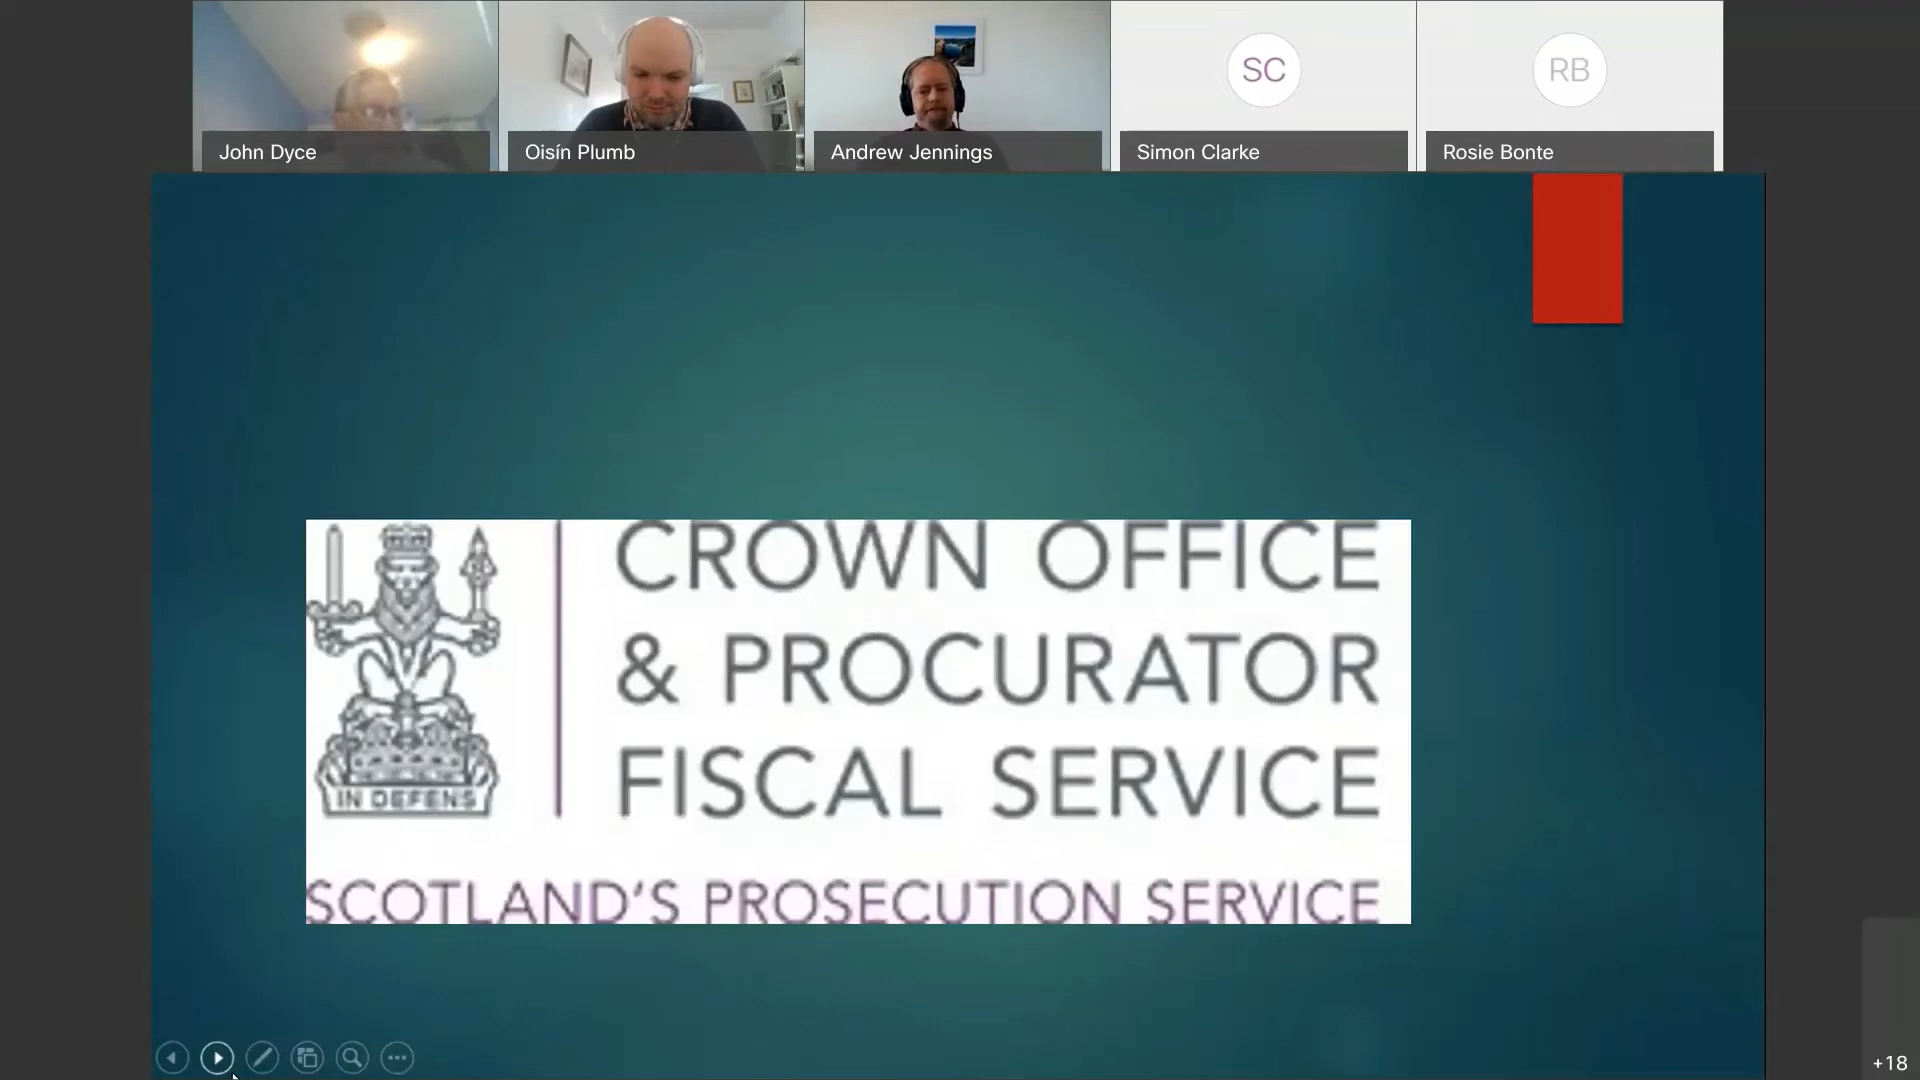 SC
RB
John Dyce
Oisín Plumb
Andrew Jennings
Simon Clarke
Rosie Bonte
CROWN OFFICE
& PROCURATOR
FISCAL SERVICE
IN DEFENS
SCOTLAND'S PROSECUTION SERVICE
+18